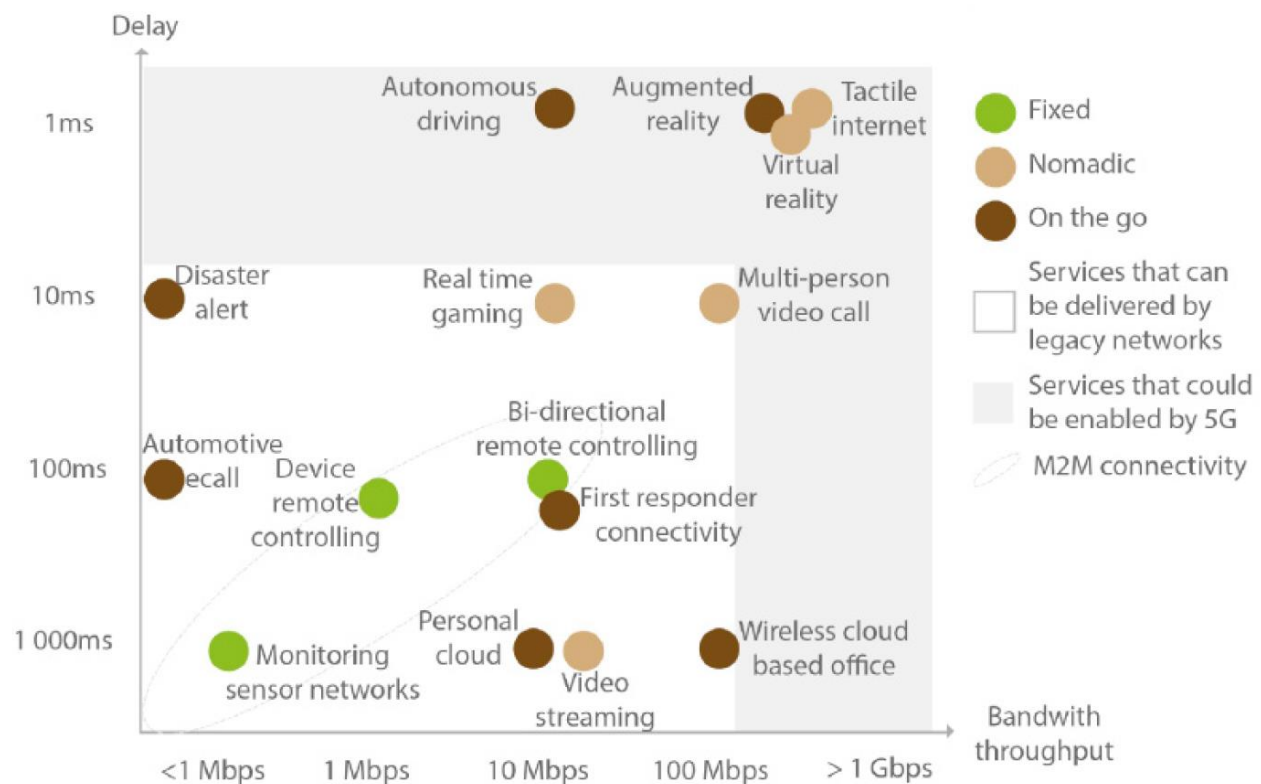 Delay
1ms
10ms
100ms
1 000ms
Autonomous
driving
Augmented
reality
Tactile
internet
Virtual
reality
Disaster
alert
Real time
gaming
Multi-person
video call
Automotive
ecall
Device
remote
controlling
Bi-directional
remote controlling
First responder
connectivity
Monitoring
sensor networks
Personal
cloud
Video
streaming
Wireless cloud
based office
<1 Mbps
1 Mbps
10 Mbps
100 Mbps
> 1 Gbps
Bandwith
throughput
Fixed
Nomadic
On the go
Services that can
be delivered by
legacy networks
Services that could
be enabled by 5G
M2M connectivity